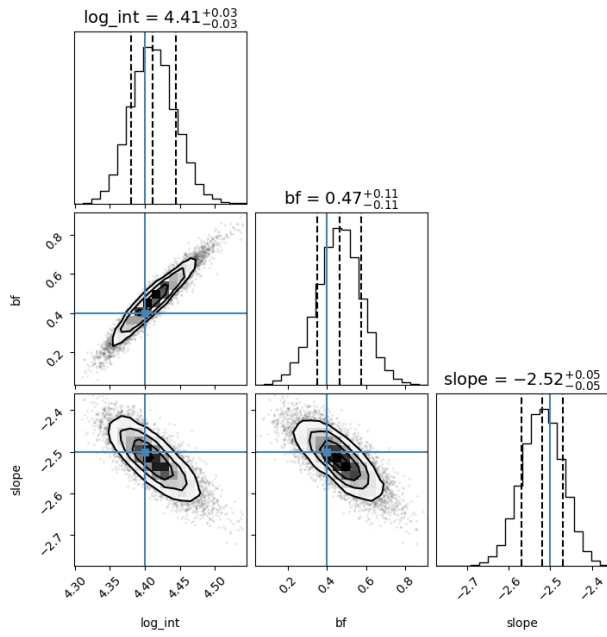 log_int = 4.41+0.03−0.03
bf = 0.47+0.11−0.11
0.8
0.6
0.4
0.2
bf
slope = −2.52+0.05−0.05
−2.4
−2.5
−2.6
−2.7
slope
4.30
4.35
4.40
4.45
4.50
log_int
0.2
0.4
0.6
0.8
bf
−2.7
−2.6
−2.5
−2.4
slope